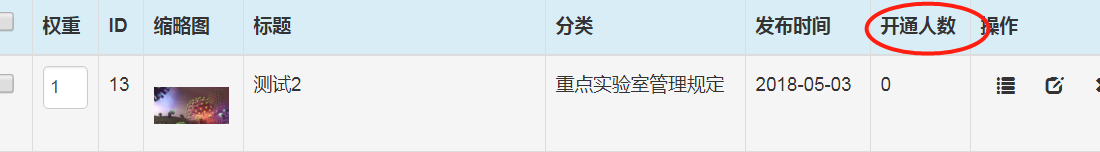 权重 ID 缩略图 标题 分类 发布时间 开通人数 操作
1 13 测试2 重点实验室管理规定 2018-05-03 0